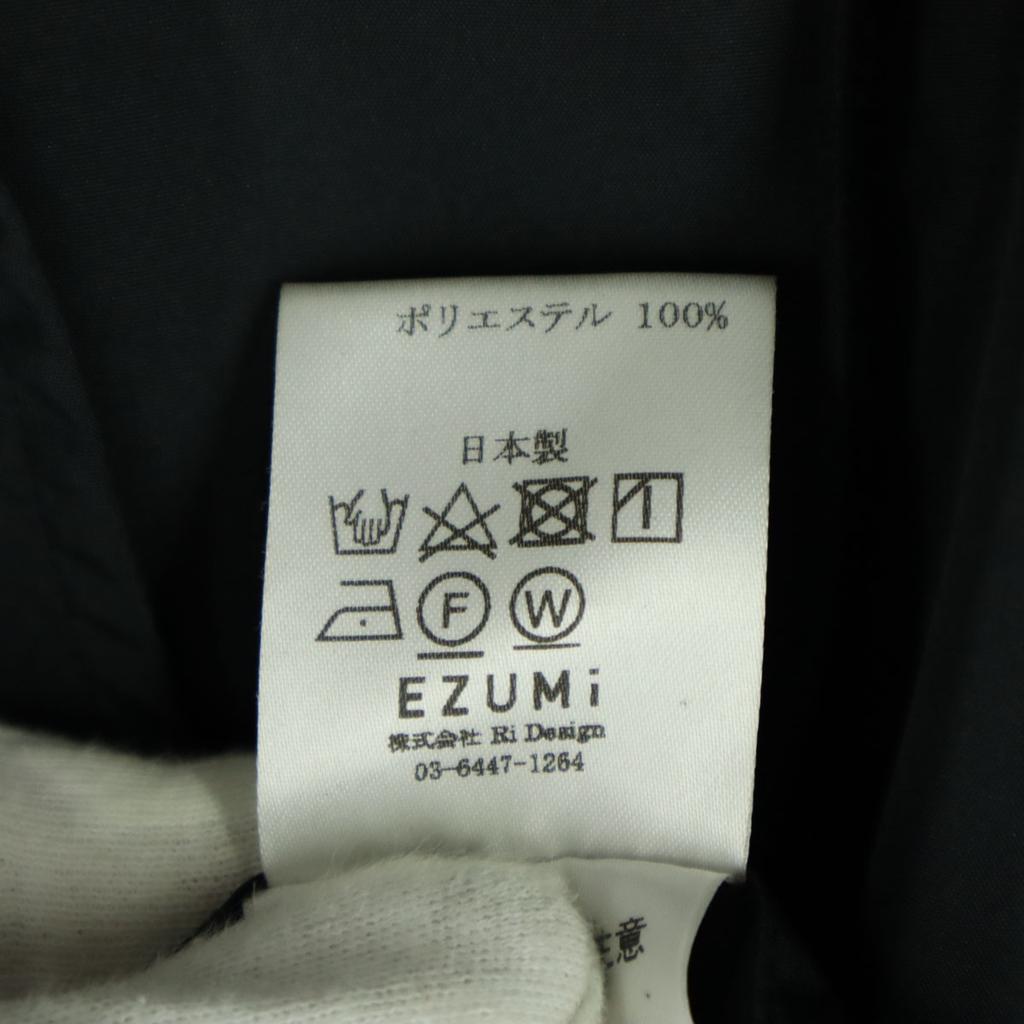 ポリエステル 100%
日本製
F W
EZUMi
株式会社 Ri Design
03-6447-1264
意